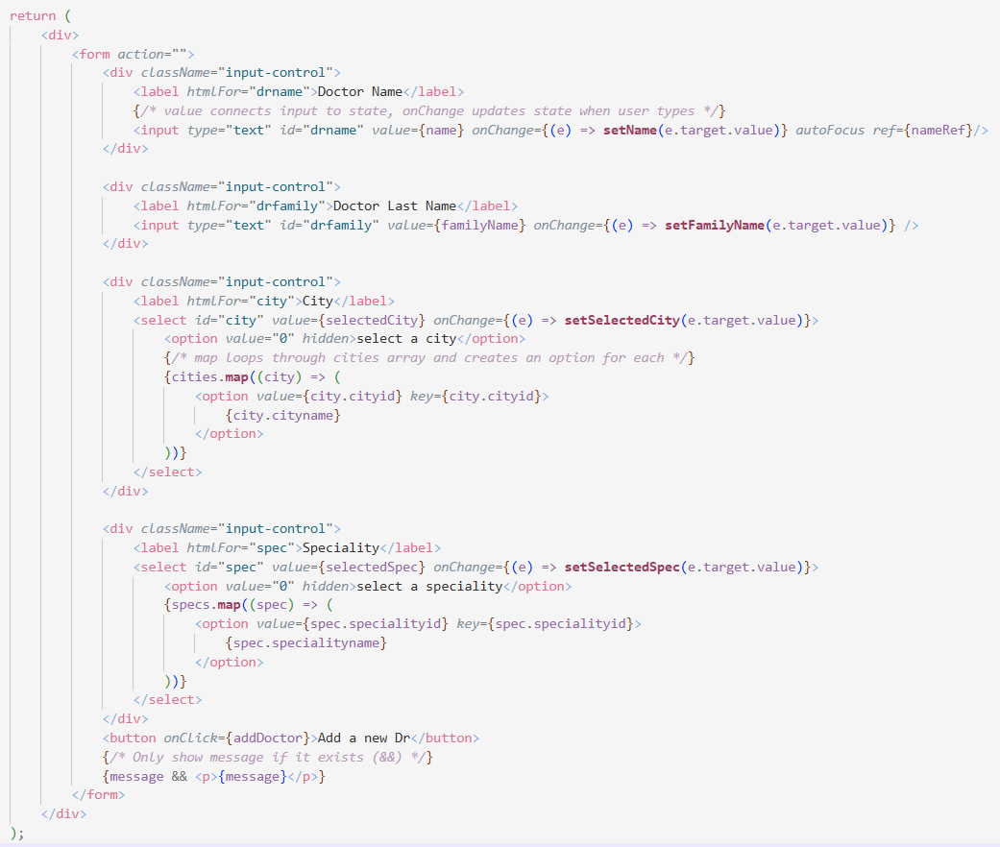 return (
<div>
<form action="">
<div className="input-control">
<label htmlFor="drname">Doctor Name</label>
{/* value connects input to state, onChange updates state when user types */}
<input type="text" id="drname" value={name} onChange={(e) => setName(e.target.value)} autoFocus ref={nameRef}/>
</div>
<div className="input-control">
<label htmlFor="drfamily">Doctor Last Name</label>
<input type="text" id="drfamily" value={familyName} onChange={(e) => setFamilyName(e.target.value)} />
</div>
<div className="input-control">
<label htmlFor="city">City</label>
<select id="city" value={selectedCity} onChange={(e) => setSelectedCity(e.target.value)}>
<option value="0" hidden>select a city</option>
{/* map loops through cities array and creates an option for each */}
{cities.map((city) => (
<option value={city.cityid} key={city.cityid}>
{city.cityname}
</option>
))}
</select>
</div>
<div className="input-control">
<label htmlFor="spec">Speciality</label>
<select id="spec" value={selectedSpec} onChange={(e) => setSelectedSpec(e.target.value)}>
<option value="0" hidden>select a speciality</option>
{specs.map((spec) => (
<option value={spec.specialityid} key={spec.specialityid}>
{spec.specialityname}
</option>
))}
</select>
</div>
<button onClick={addDoctor}>Add a new Dr</button>
{/* Only show message if it exists (&&) */}
{message && <p>{message}</p>}
</form>
</div>
);